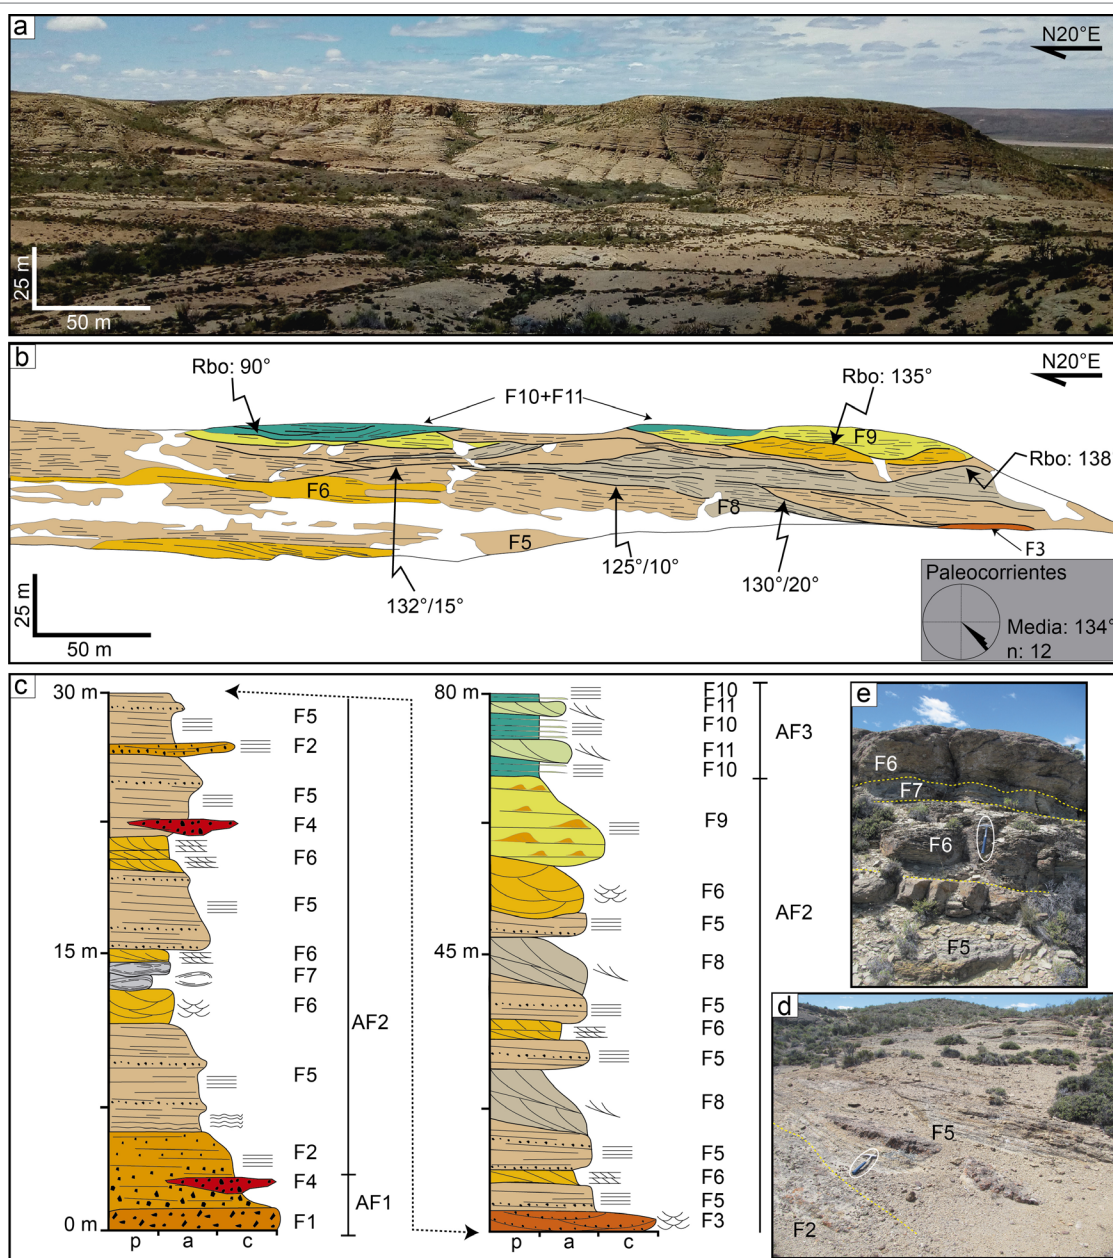 a
N20°E
25 m
50 m
b
N20°E
Rbo: 90°
F10+F11
Rbo: 135°
F9
Rbo: 138°
F6
F8
F5
F3
132°/15°
125°/10°
130°/20°
25 m
50 m
Paleocorrientes
Media: 134°
n: 12
c
30 m
F5
F2
F5
F4
F6
F5
15 m
F6
F7
F6
AF2
F5
F2
F4
AF1
F1
0 m
p a c
80 m
F10
F11
F10
AF3
F11
F10
F9
F6
AF2
F5
45 m
F8
F5
F6
F5
F8
F5
F6
F5
F3
p a c
e
F6
F7
F6
F5
d
F5
F2